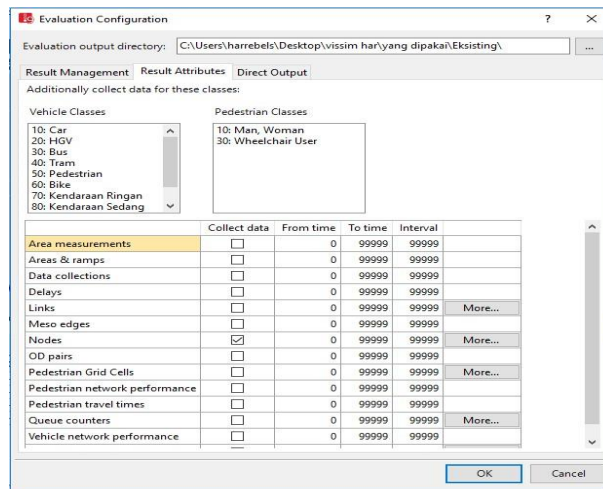 Evaluation Configuration ? ×
Evaluation output directory: C:\Users\harrebels\Desktop\vissim har\yang dipakai\Eksisting\ ...
Result Management Result Attributes Direct Output
Additionally collect data for these classes:
Vehicle Classes Pedestrian Classes
10: Car 10: Man, Woman
20: HGV 30: Wheelchair User
30: Bus
40: Tram
50: Pedestrian
60: Bike
70: Kendaraan Ringan
80: Kendaraan Sedang
Collect data From time To time Interval
Area measurements 0 99999 99999
Areas & ramps 0 99999 99999
Data collections 0 99999 99999
Delays 0 99999 99999
Links 0 99999 99999 More...
Meso edges 0 99999 99999
Nodes 0 99999 99999 More...
OD pairs 0 99999 99999
Pedestrian Grid Cells 0 99999 99999 More...
Pedestrian network performance 0 99999 99999
Pedestrian travel times 0 99999 99999
Queue counters 0 99999 99999 More...
Vehicle network performance 0 99999 99999
OK Cancel